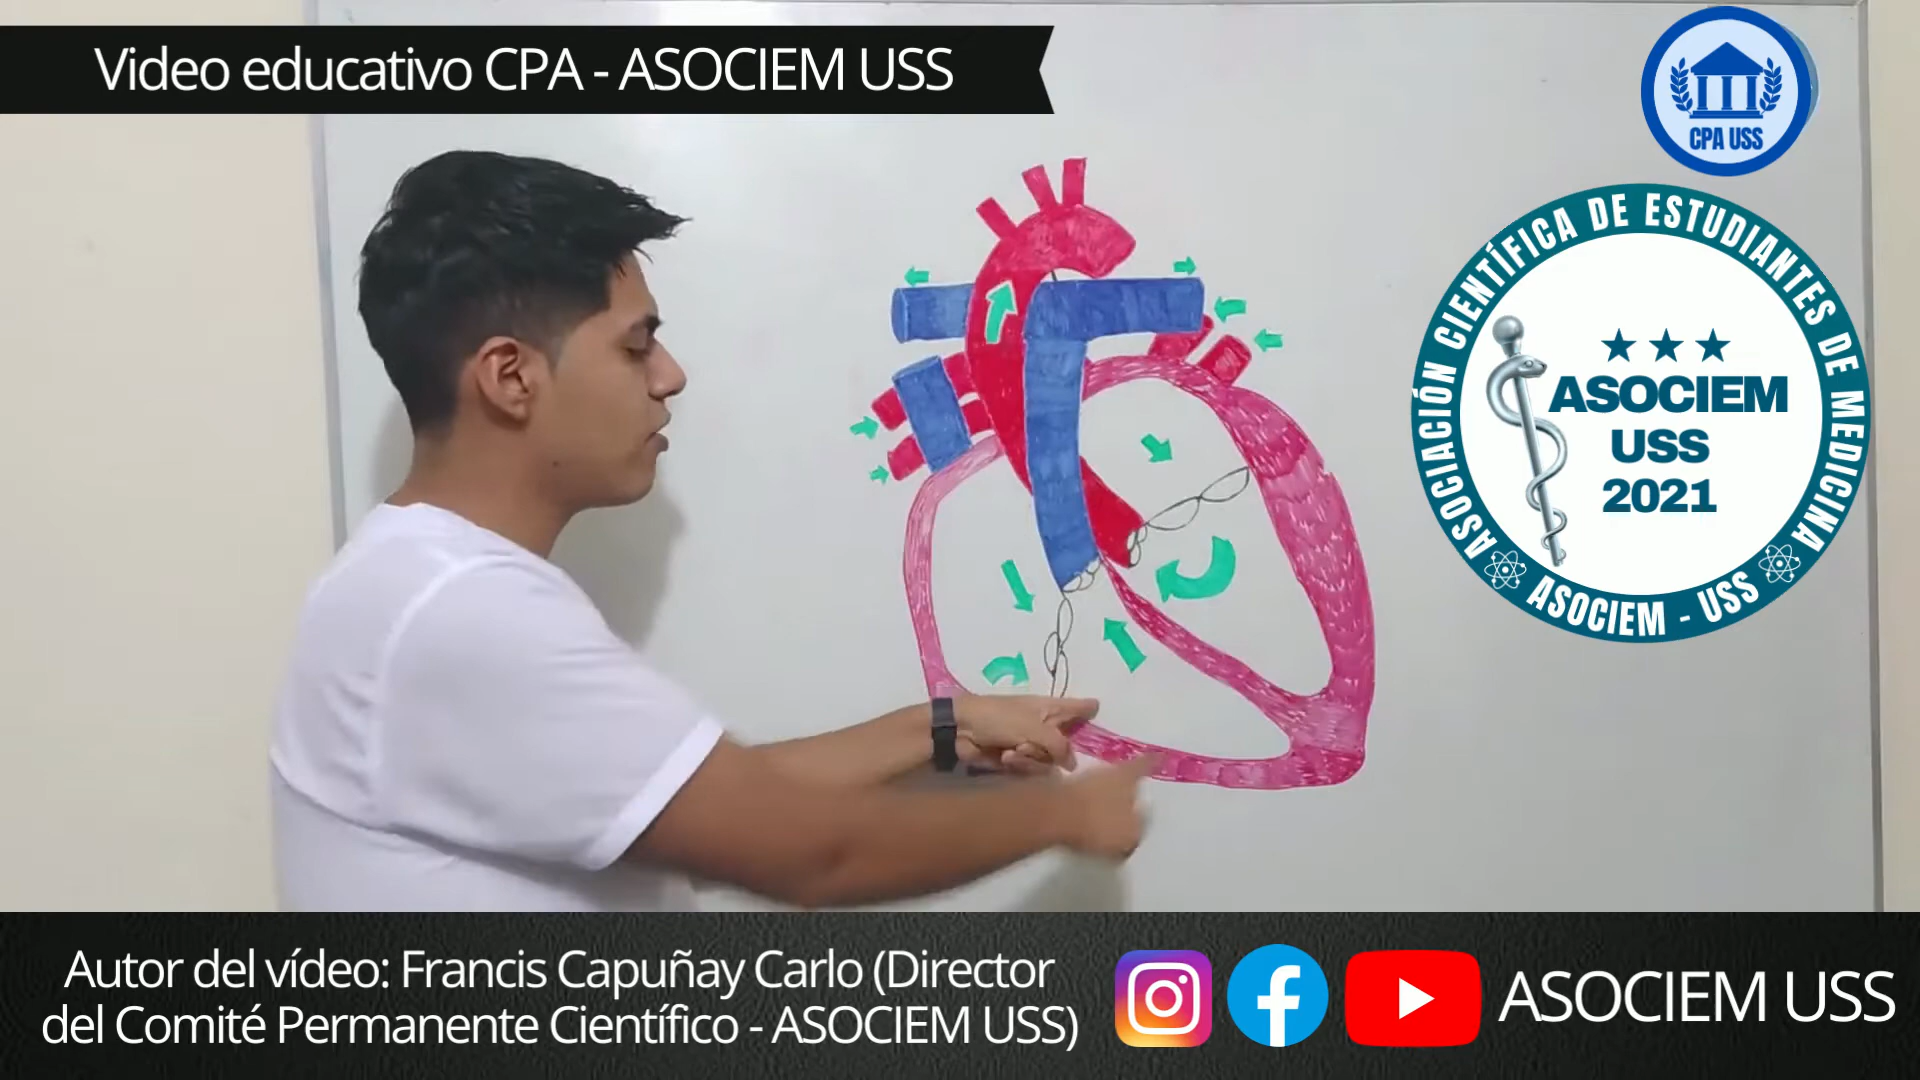 Video educativo CPA - ASOCIEM USS
CPA USS
ASOCIACIÓN CIENTÍFICA DE ESTUDIANTES DE MEDICINA
ASOCIEM
USS
2021
ASOCIEM - USS
Autor del vídeo: Francis Capuñay Carlo (Director
del Comité Permanente Científico - ASOCIEM USS)
ASOCIEM USS